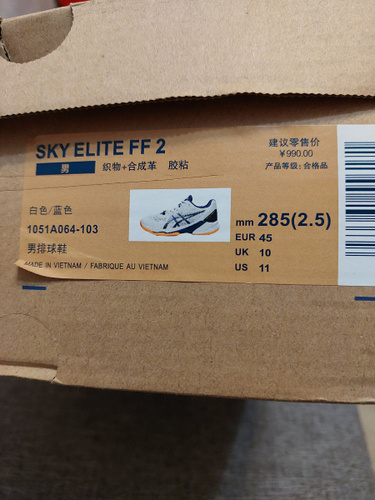 SKY ELITE FF 2
男 织物+合成革 胶粘
建议零售价
¥990.00
产品等级:合格品
白色/蓝色
1051A064-103
男排球鞋
mm 285(2.5)
EUR 45
UK 10
US 11
MADE IN VIETNAM / FABRIQUE AU VIETNAM